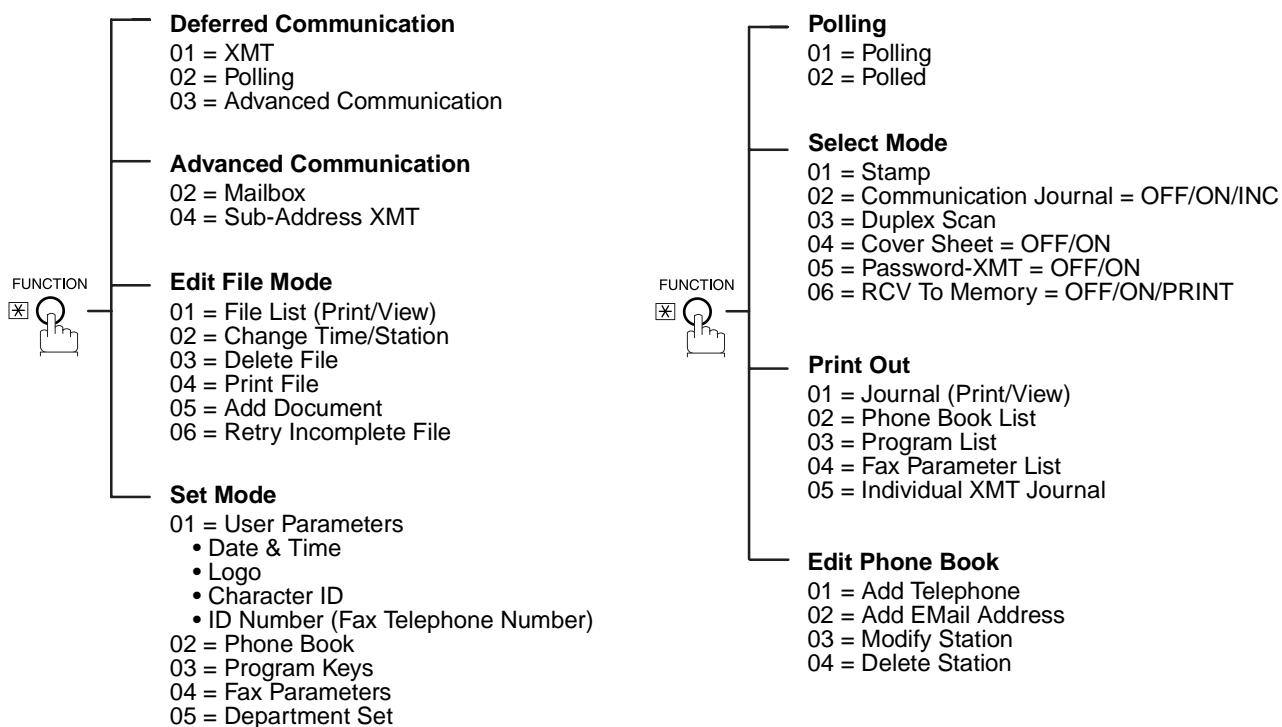 Deferred Communication
01 = XMT
02 = Polling
03 = Advanced Communication
Advanced Communication
02 = Mailbox
04 = Sub-Address XMT
FUNCTION
Edit File Mode
01 = File List (Print/View)
02 = Change Time/Station
03 = Delete File
04 = Print File
05 = Add Document
06 = Retry Incomplete File
Set Mode
01 = User Parameters
• Date & Time
• Logo
• Character ID
• ID Number (Fax Telephone Number)
02 = Phone Book
03 = Program Keys
04 = Fax Parameters
05 = Department Set
Polling
01 = Polling
02 = Polled
Select Mode
01 = Stamp
02 = Communication Journal = OFF/ON/INC
03 = Duplex Scan
04 = Cover Sheet = OFF/ON
05 = Password-XMT = OFF/ON
06 = RCV To Memory = OFF/ON/PRINT
FUNCTION
Print Out
01 = Journal (Print/View)
02 = Phone Book List
03 = Program List
04 = Fax Parameter List
05 = Individual XMT Journal
Edit Phone Book
01 = Add Telephone
02 = Add EMail Address
03 = Modify Station
04 = Delete Station